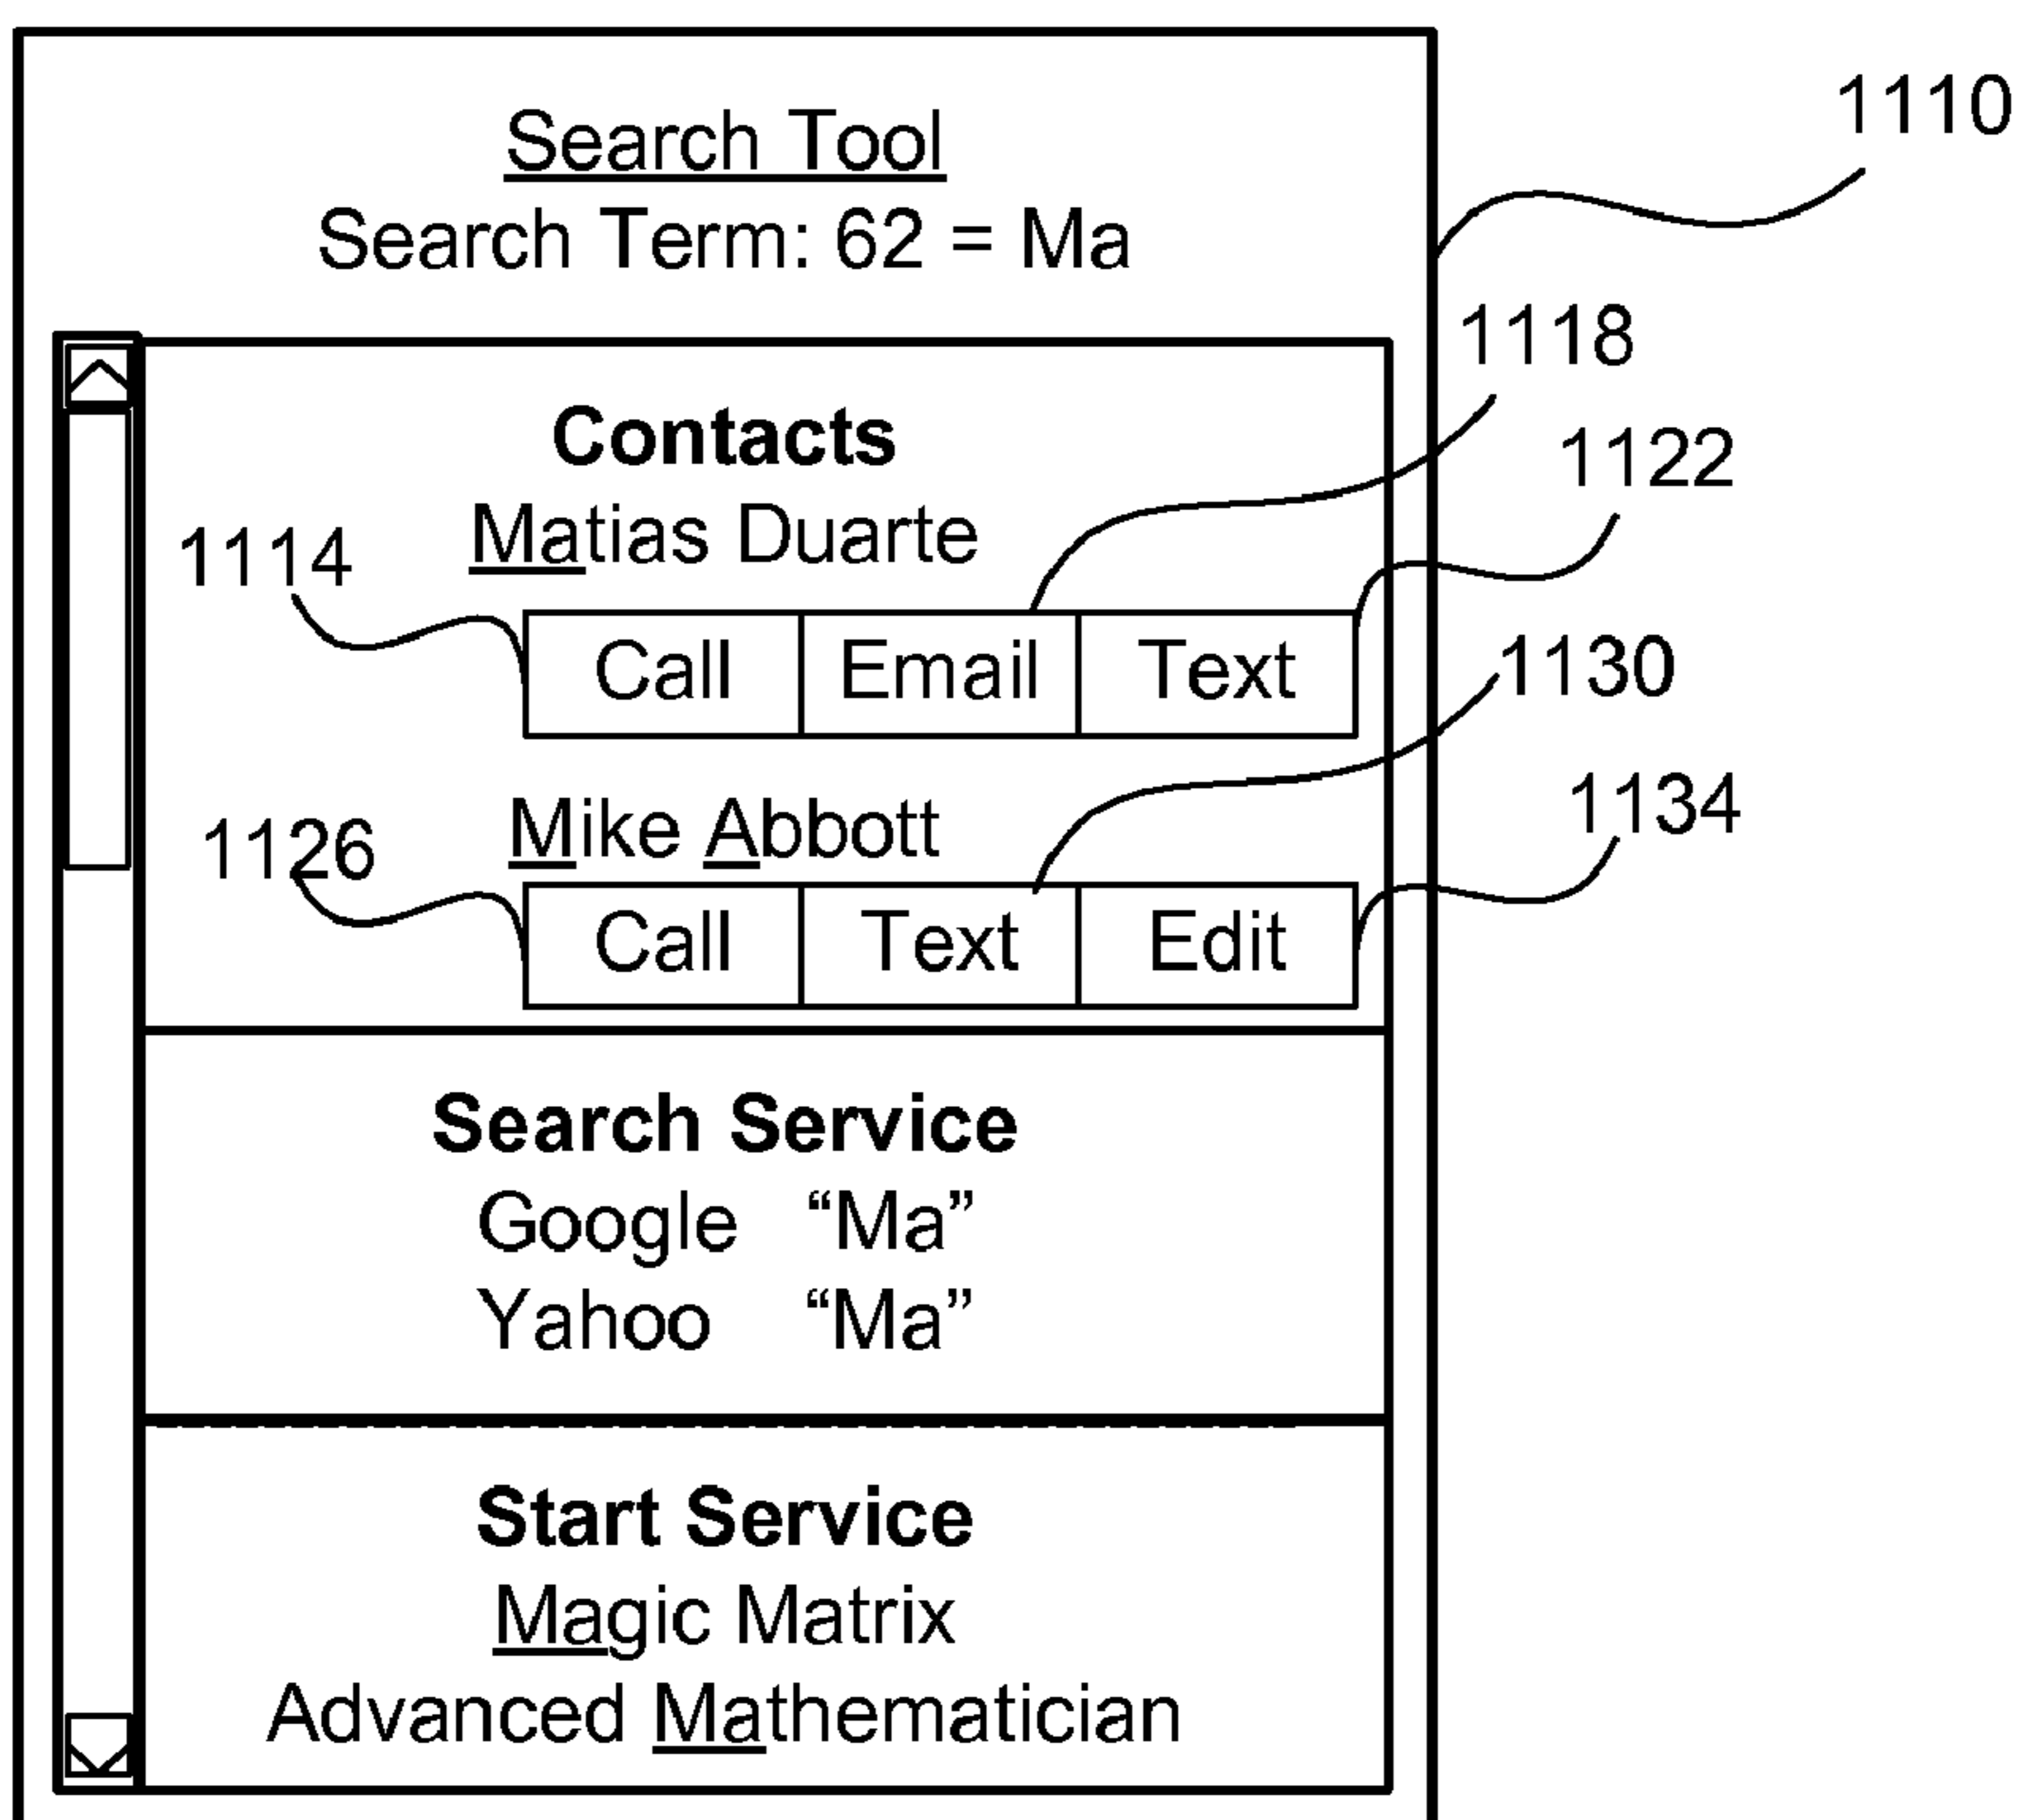 1110
Search Tool
Search Term: 62 = Ma
1118
Contacts
1122
Matias Duarte
1114
Call Email Text
1130
Mike Abbott
1134
1126
Call Text Edit
Search Service
Google “Ma”
Yahoo “Ma”
Start Service
Magic Matrix
Advanced Mathematician